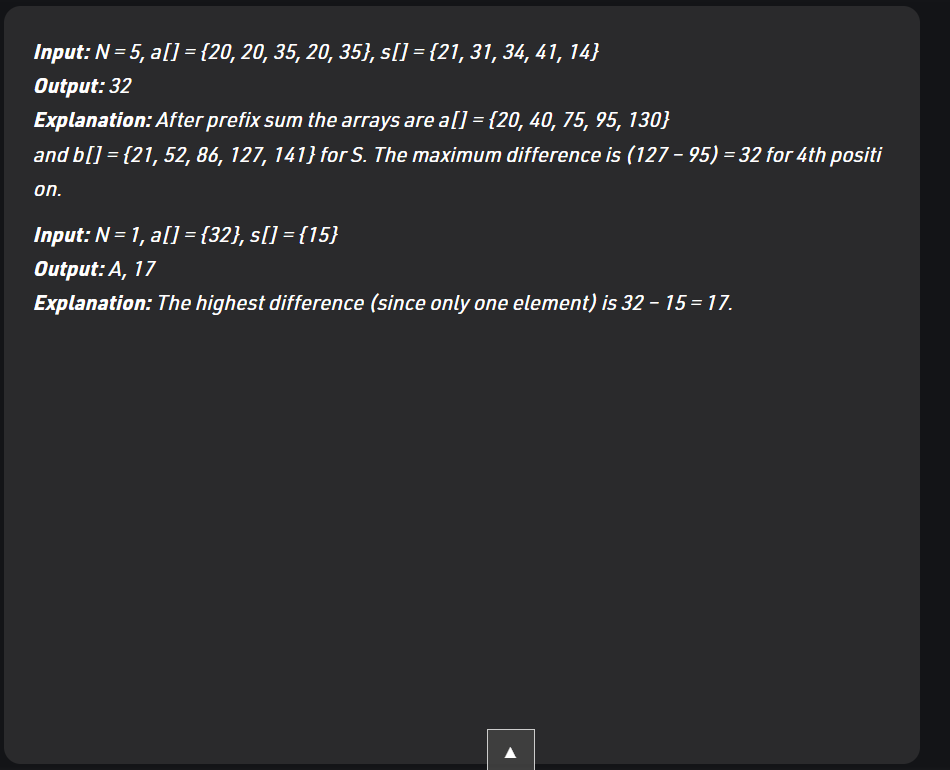 Input: N = 5, a[] = {20, 20, 35, 20, 35}, s[] = {21, 31, 34, 41, 14}
Output: 32
Explanation: After prefix sum the arrays are a[] = {20, 40, 75, 95, 130}
and b[] = {21, 52, 86, 127, 141} for S. The maximum difference is (127 – 95) = 32 for 4th positi
on.
Input: N = 1, a[] = {32}, s[] = {15}
Output: A, 17
Explanation: The highest difference (since only one element) is 32 – 15 = 17.